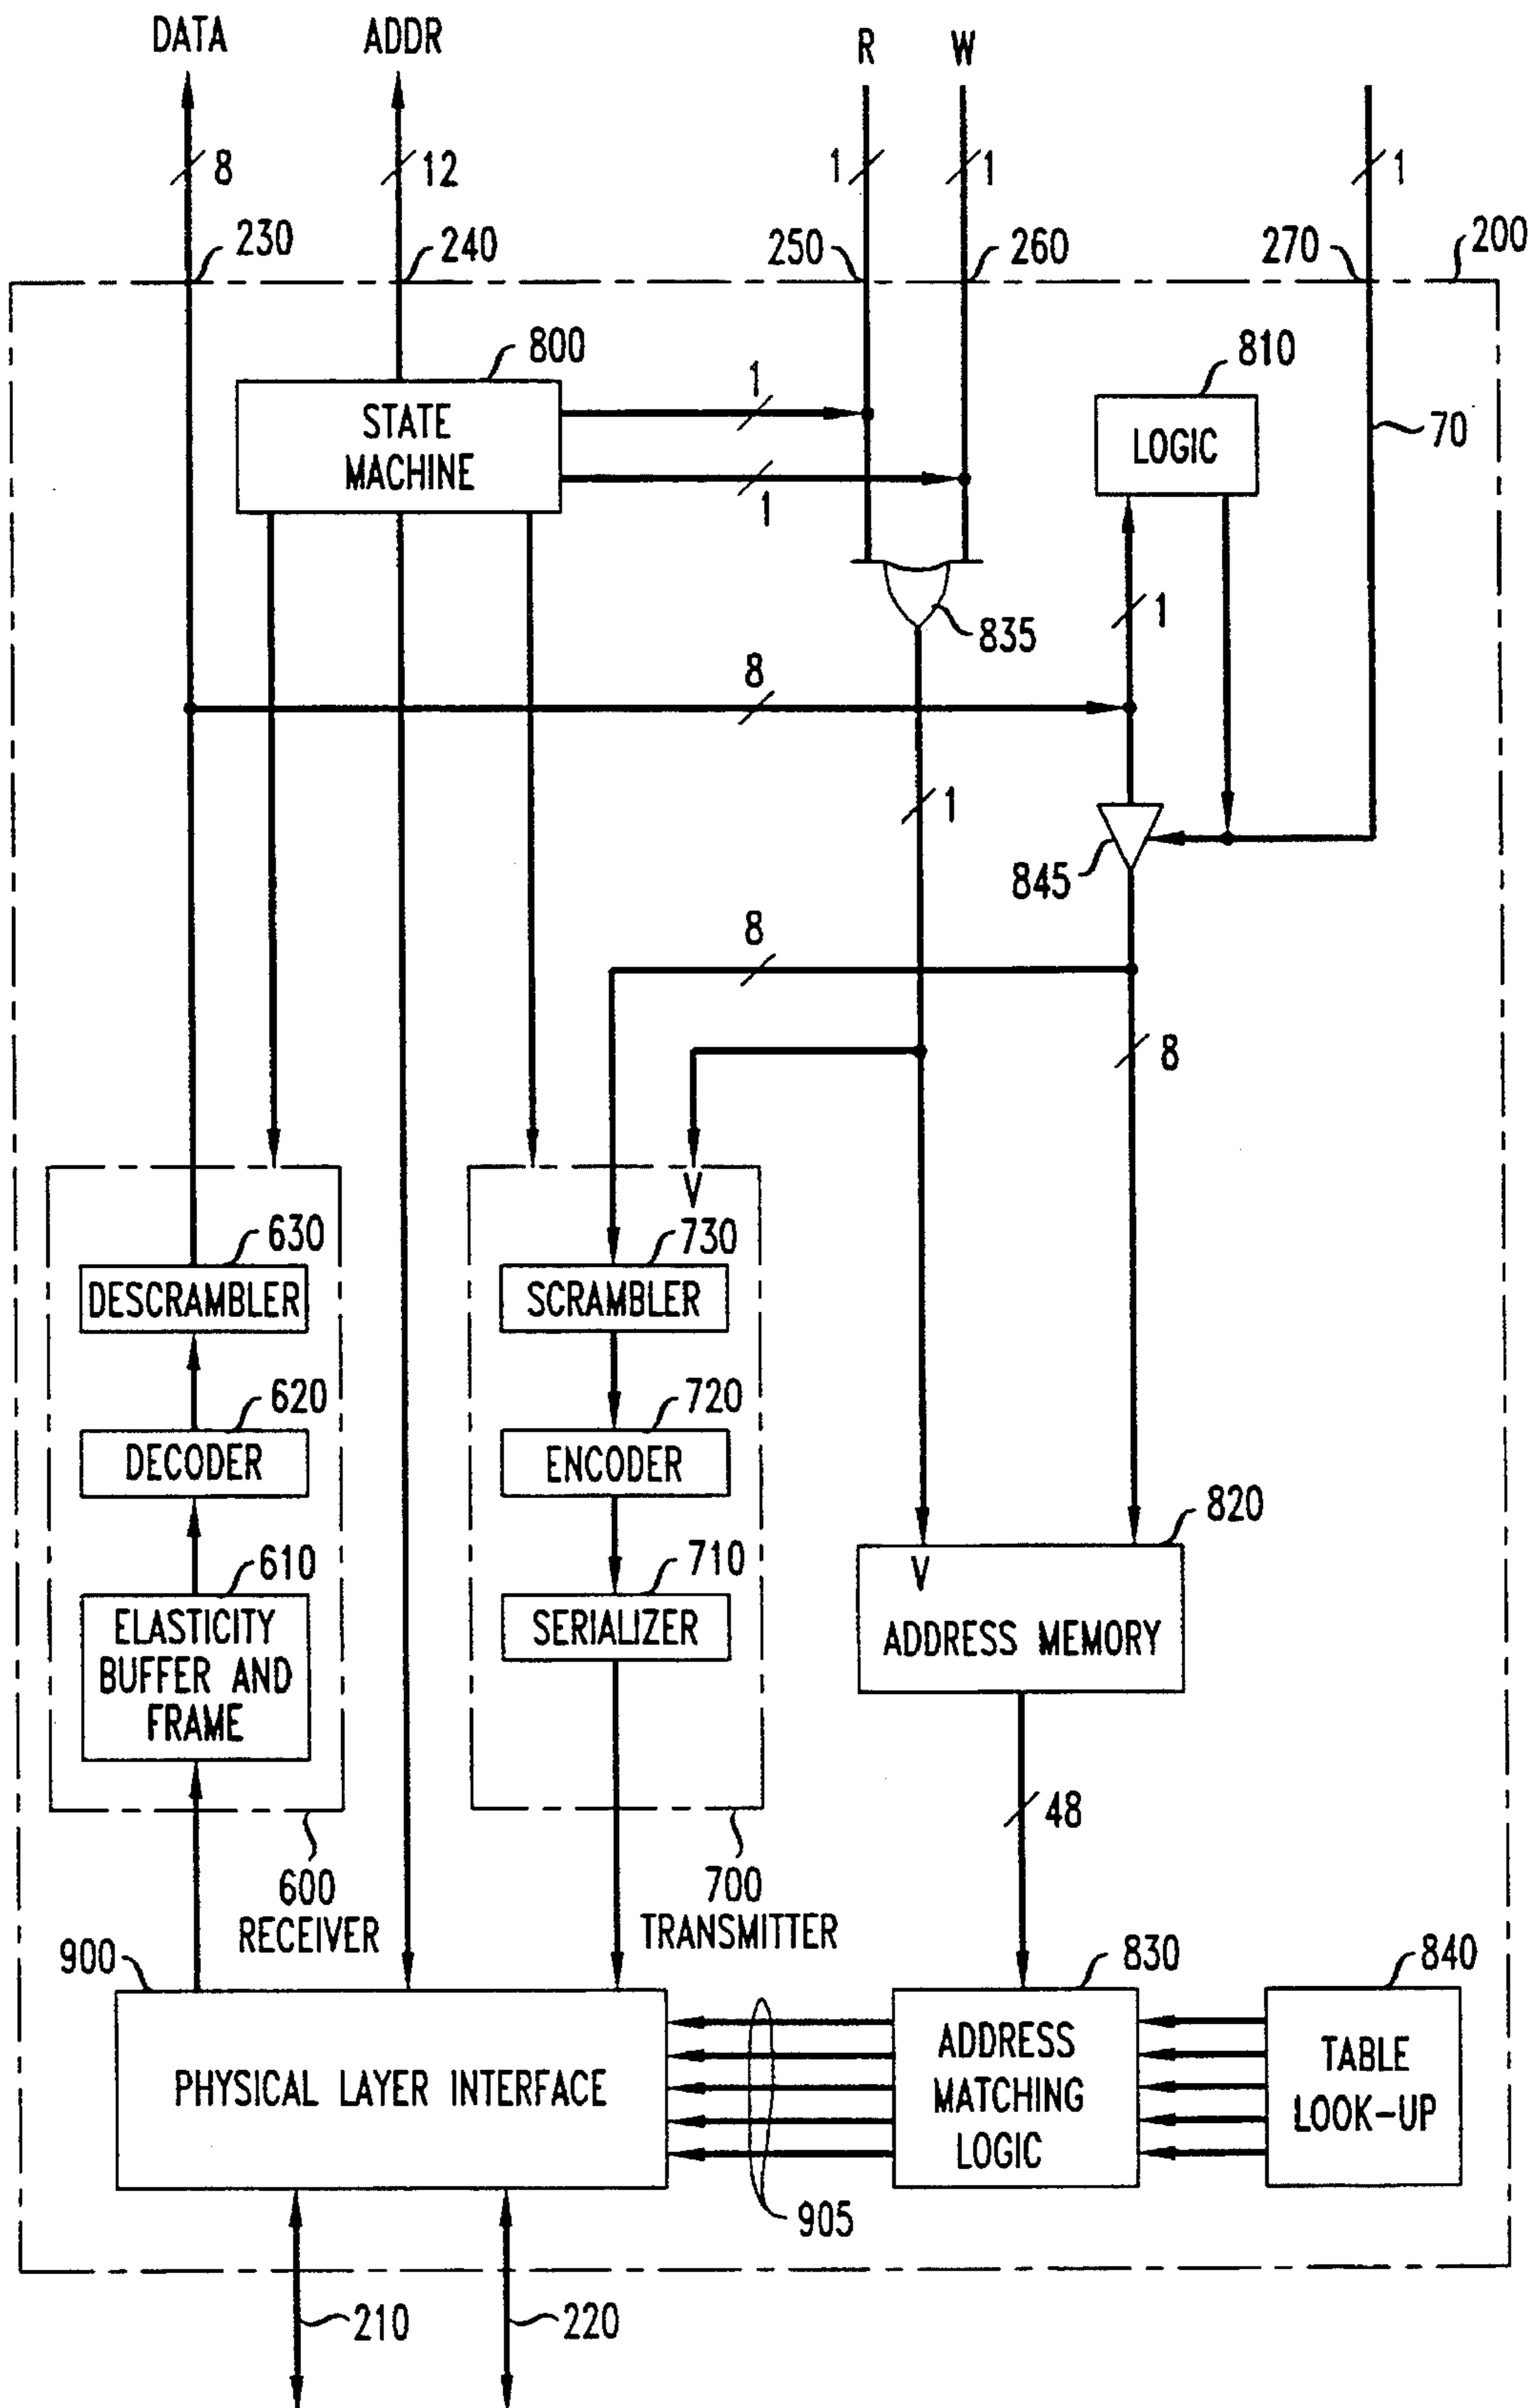 DATA
ADDR
R
W
8
12
1
1
1
230
240
250
260
270
200
800
STATE
MACHINE
1
1
810
LOGIC
70
835
1
8
1
845
8
8
V
630
DESCRAMBLER
730
SCRAMBLER
620
DECODER
720
ENCODER
820
V
ADDRESS MEMORY
610
ELASTICITY
BUFFER AND
FRAME
710
SERIALIZER
48
600
RECEIVER
700
TRANSMITTER
900
PHYSICAL LAYER INTERFACE
830
ADDRESS
MATCHING
LOGIC
840
TABLE
LOOK-UP
905
210
220